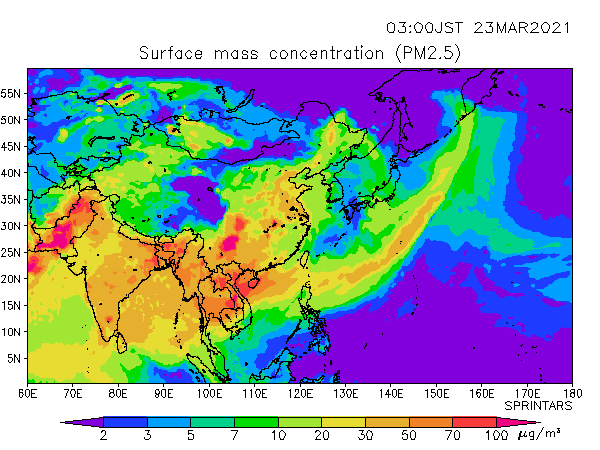 03:00JST 23MAR2021
Surface mass concentration (PM2.5)
55N
50N
45N
40N
35N
30N
25N
20N
15N
10N
5N
60E 70E 80E 90E 100E 110E 120E 130E 140E 150E 160E 170E 180
SPRINTARS
2 3 5 7 10 20 30 50 70 100 μg/m³